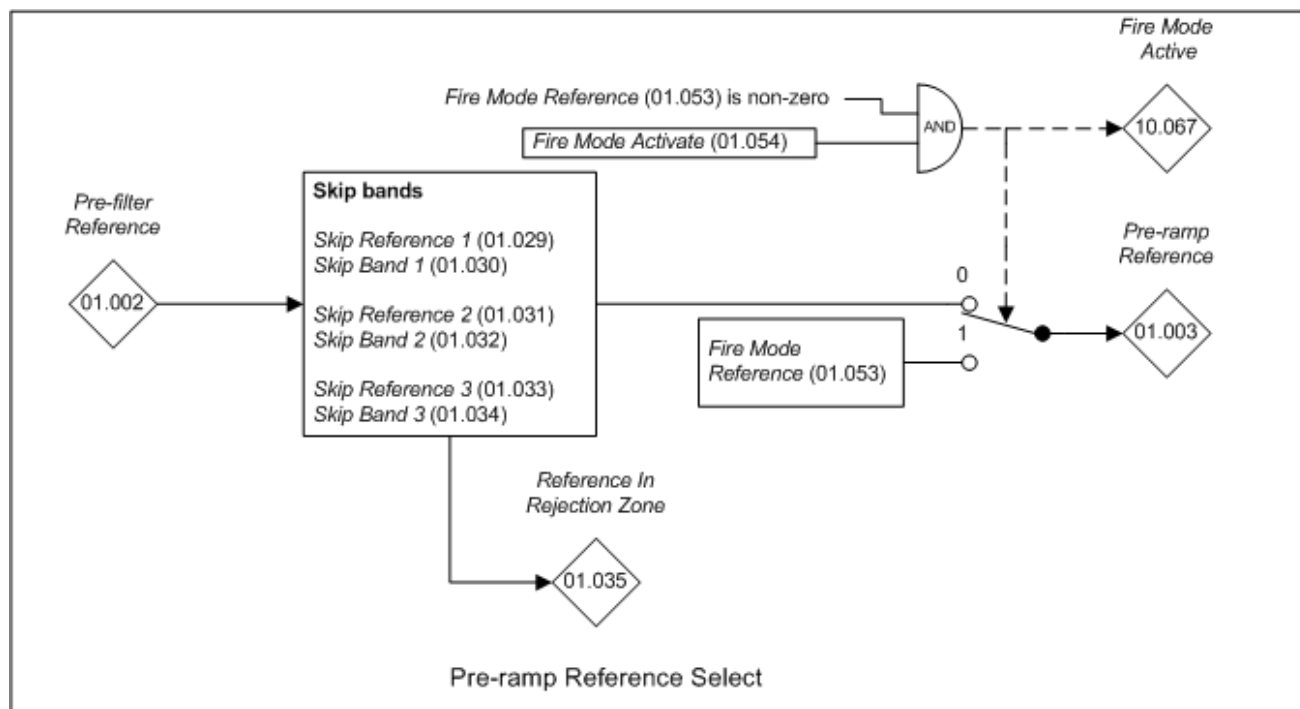 Fire Mode
Active
Fire Mode Reference (01.053) is non-zero
AND
10.067
Fire Mode Activate (01.054)
Pre-filter
Reference
01.002
Skip bands
Skip Reference 1 (01.029)
Skip Band 1 (01.030)
Skip Reference 2 (01.031)
Skip Band 2 (01.032)
Skip Reference 3 (01.033)
Skip Band 3 (01.034)
0
1
Fire Mode
Reference (01.053)
Pre-ramp
Reference
01.003
Reference In
Rejection Zone
01.035
Pre-ramp Reference Select